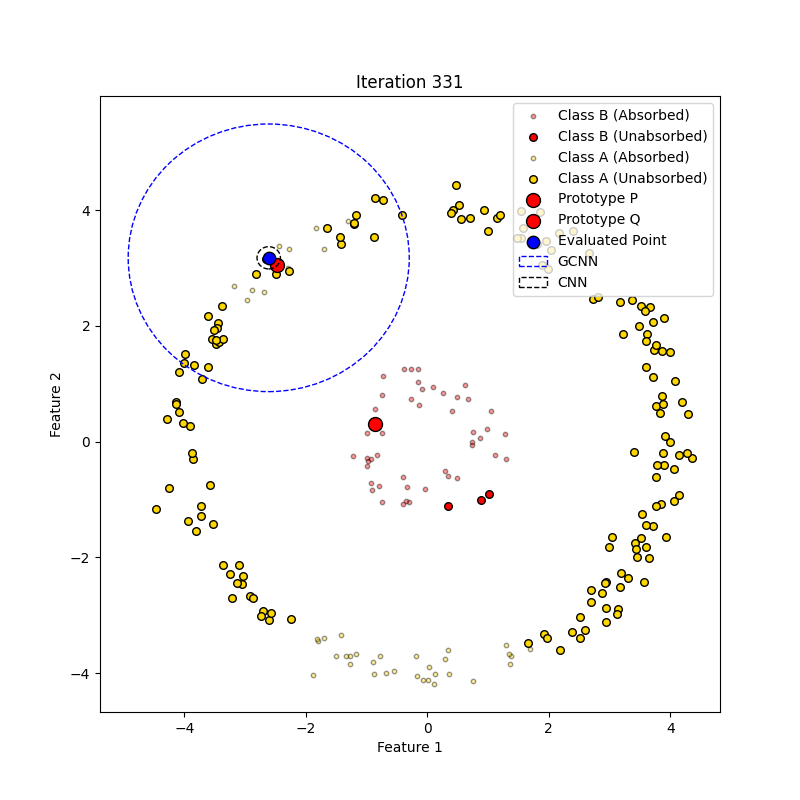 Iteration 331
Class B (Absorbed)
Class B (Unabsorbed)
Class A (Absorbed)
Class A (Unabsorbed)
Prototype P
Prototype Q
Evaluated Point
GCNN
CNN
Feature 2
4
2
0
−2
−4
−4
−2
0
2
4
Feature 1